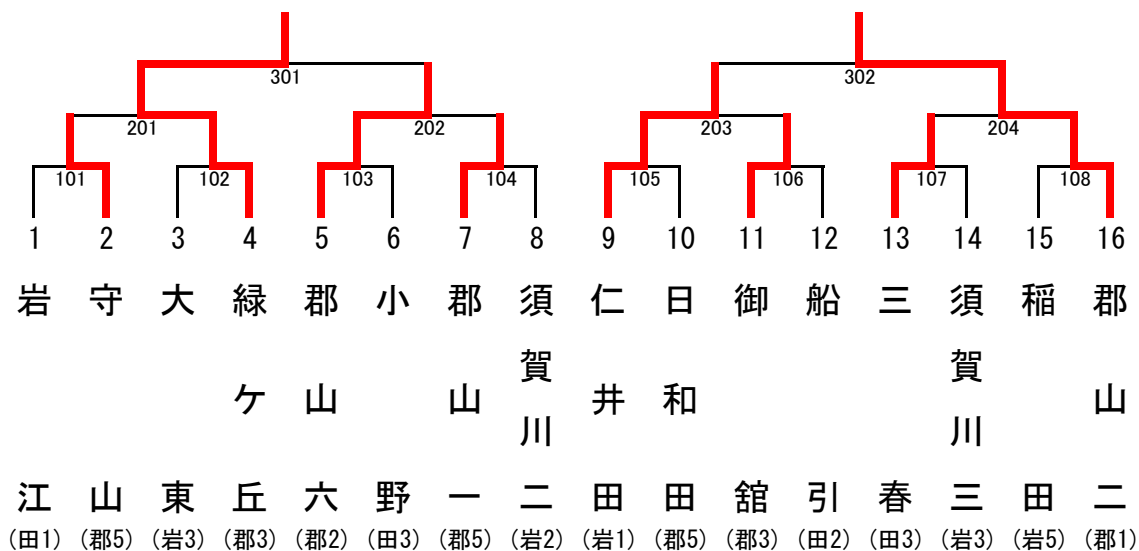 301 302
201 202 203 204
101 102 103 104 105 106 107 108
1 2 3 4 5 6 7 8 9 10 11 12 13 14 15 16
岩江
守山
大東
緑ケ丘
郡山六
小野
郡山一
須賀川二
仁井田
日和田
御舘
船引
三春
須賀川三
稲田
郡山二
(田1) (郡5) (岩3) (郡3) (郡2) (田3) (郡5) (岩2) (岩1) (郡5) (郡3) (田2) (田3) (岩3) (岩5) (郡1)